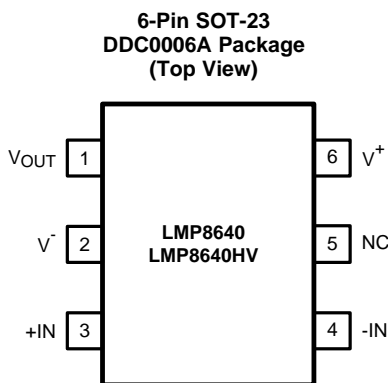 6-Pin SOT-23
DDC0006A Package
(Top View)
VOUT 1 6 V+
LMP8640
LMP8640HV
V- 2 5 NC
+IN 3 4 -IN